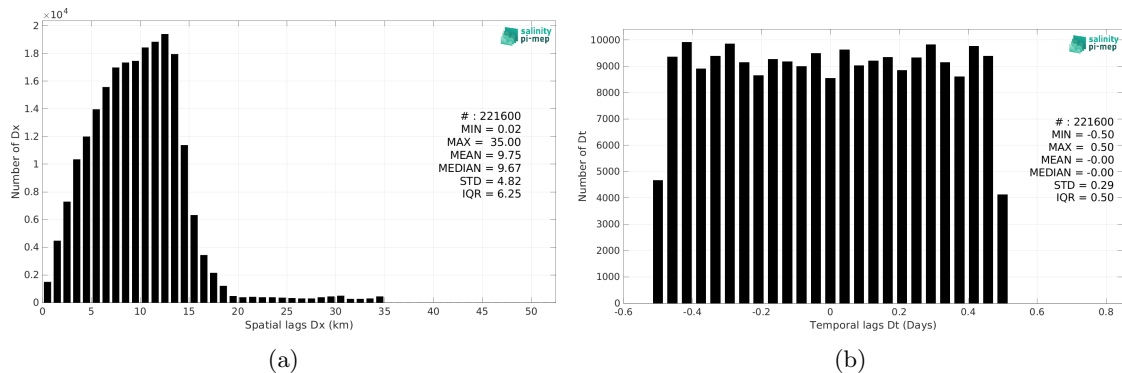 ×10⁴
2
1.8
1.6
1.4
1.2
1
0.8
0.6
0.4
0.2
0
Number of Dx
0 5 10 15 20 25 30 35 40 45 50
Spatial lags Dx (km)
salinity
pi-mep
# : 221600
MIN = 0.02
MAX = 35.00
MEAN = 9.75
MEDIAN = 9.67
STD = 4.82
IQR = 6.25
(a)
10000
9000
8000
7000
6000
5000
4000
3000
2000
1000
0
Number of Dt
-0.6 -0.4 -0.2 0 0.2 0.4 0.6 0.8
Temporal lags Dt (Days)
salinity
pi-mep
# : 221600
MIN = -0.50
MAX = 0.50
MEAN = -0.00
MEDIAN = -0.00
STD = 0.29
IQR = 0.50
(b)